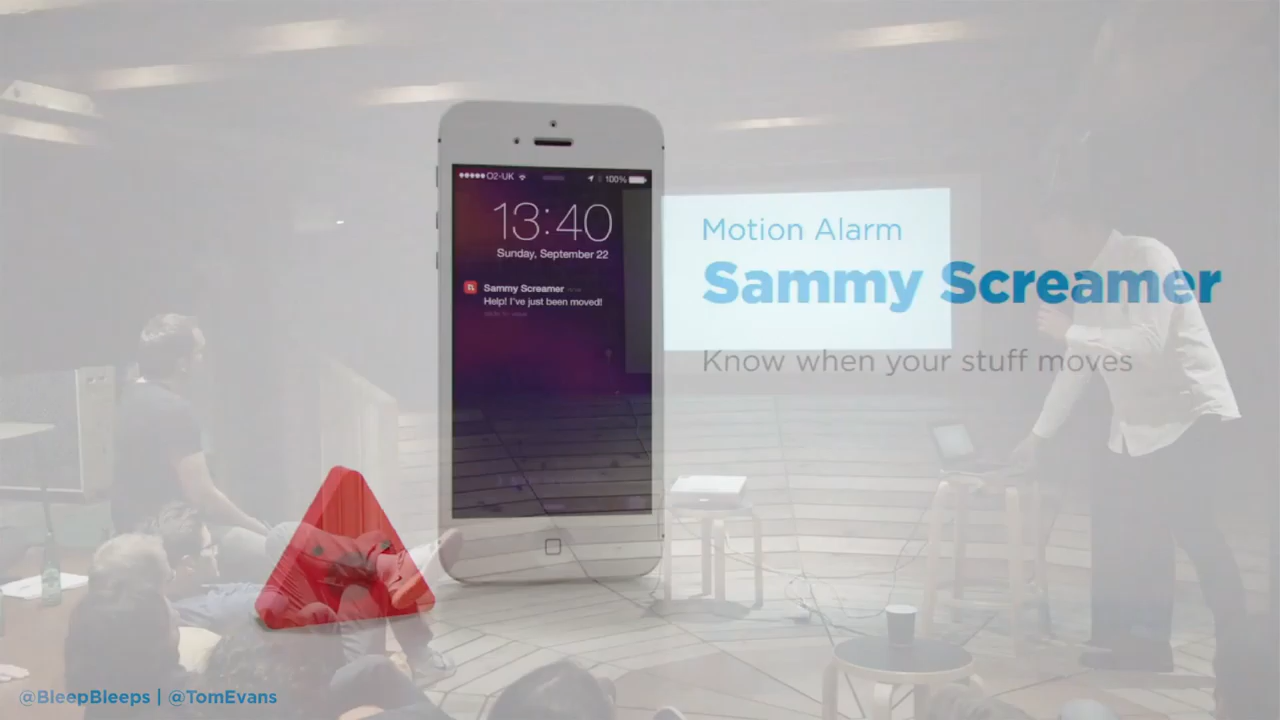 O2-UK
100%
13:40
Sunday, September 22
Sammy Screamer
Help! I've just been moved!
Motion Alarm
Sammy Screamer
Know when your stuff moves
@BleepBleeps | @TomEvans